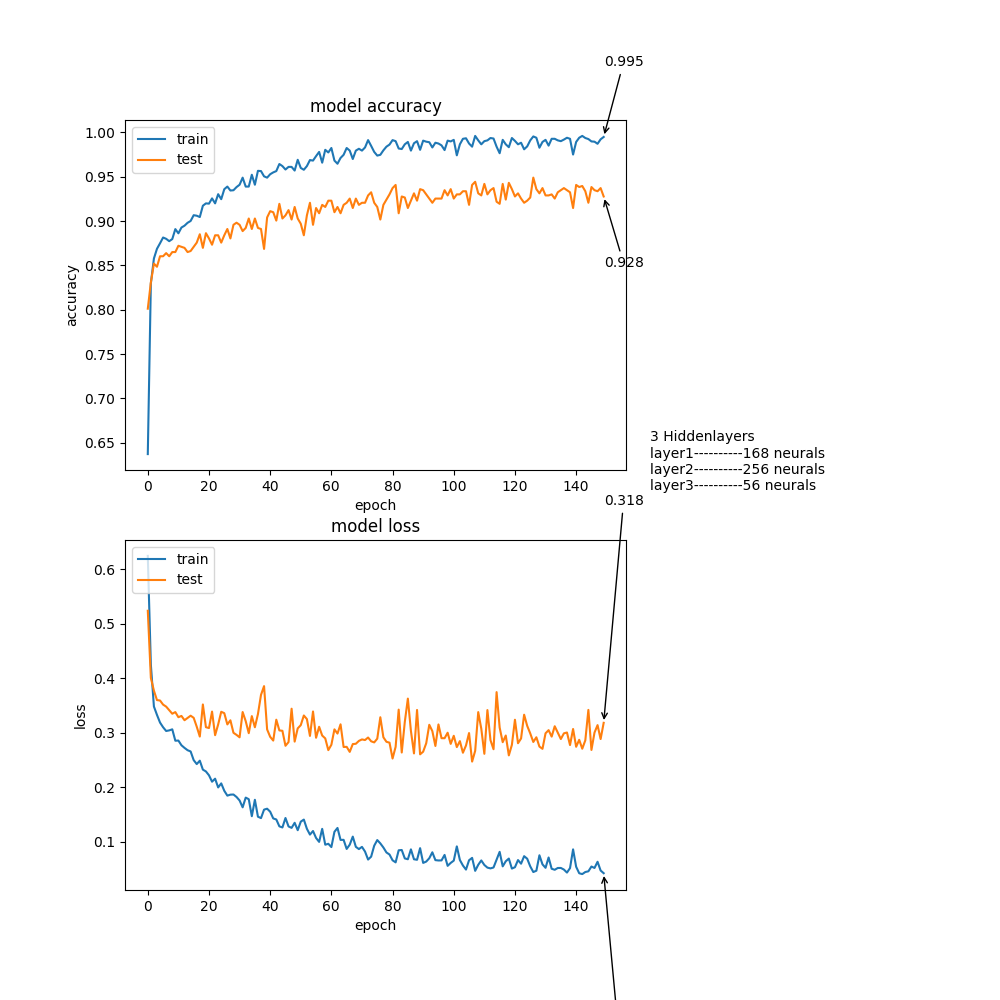 0.995
model accuracy
train
test
1.00
0.95
0.90
0.85
0.80
0.75
0.70
0.65
accuracy
0.928
0 20 40 60 80 100 120 140
epoch
3 Hiddenlayers
layer1----------168 neurals
layer2----------256 neurals
layer3----------56 neurals
0.318
model loss
train
test
0.6
0.5
0.4
0.3
0.2
0.1
loss
0 20 40 60 80 100 120 140
epoch